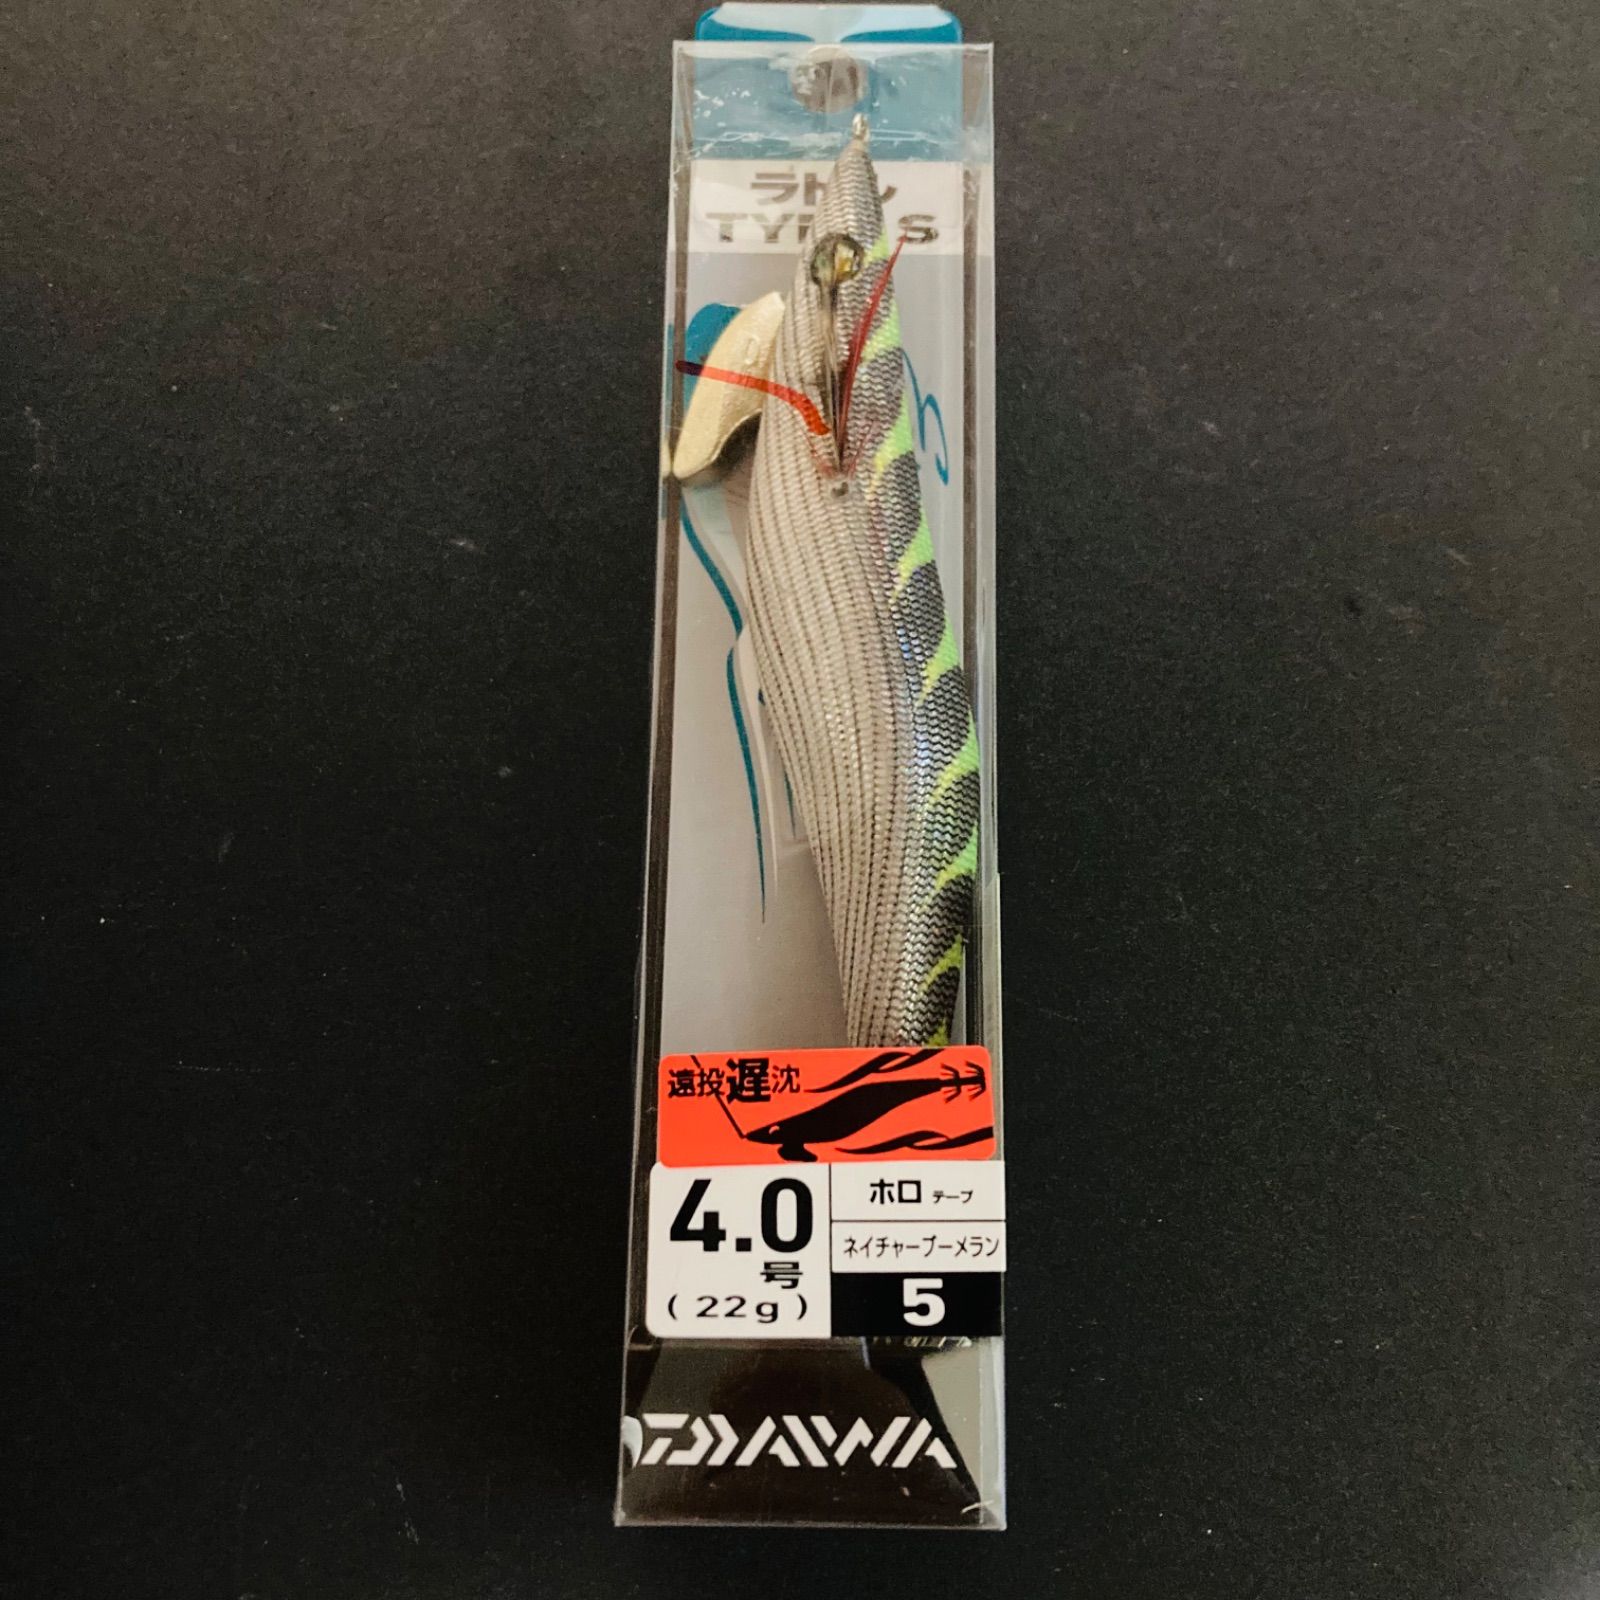 ラトル
TYPE S
遠投遅沈
4.0
号
(22g)
ホロ テープ
ネイチャーブーメラン
5
DAIWA